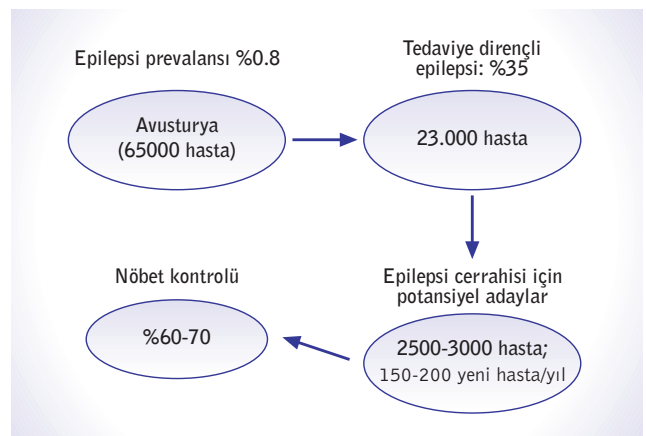 Epilepsi prevalansı %0.8
Avusturya
(65000 hasta)
Tedaviye dirençli
epilepsi: %35
23.000 hasta
Epilepsi cerrahisi için
potansiyel adaylar
2500-3000 hasta;
150-200 yeni hasta/yıl
Nöbet kontrolü
%60-70